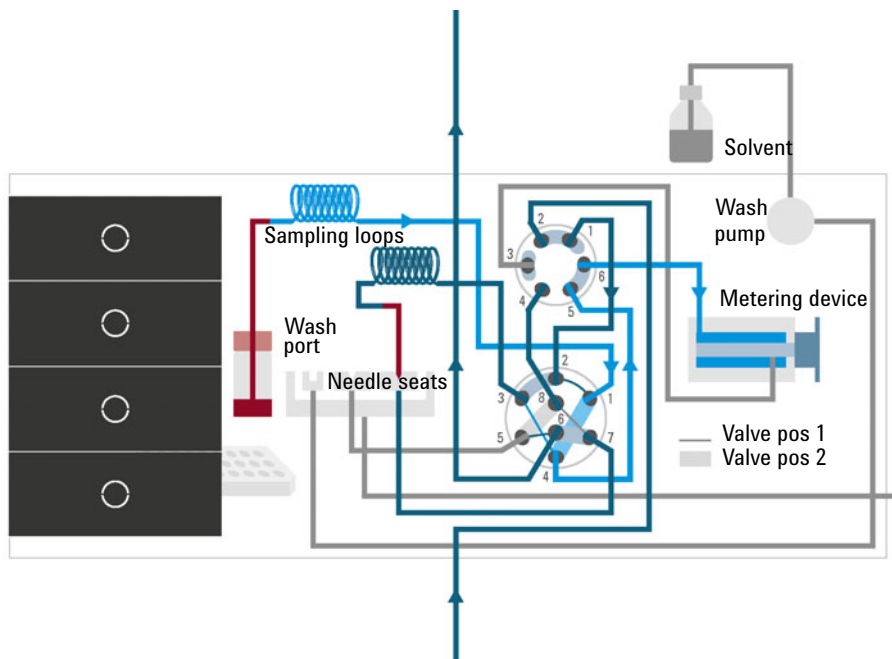 Solvent
Wash
pump
Sampling loops
2
1
3
6
4
5
Metering device
Wash
port
Needle seats
2
3
8
1
6
5
7
4
Valve pos 1
Valve pos 2